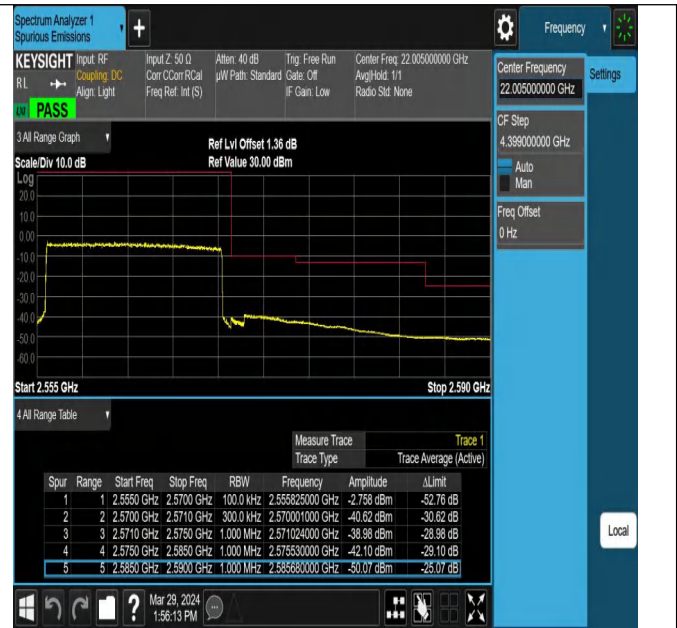 Spectrum Analyzer 1
Spurious Emissions
+
Frequency
KEYSIGHT
RL
Input: RF
Coupling: DC
Align: Light
Input Z: 50 Ω
Corr CCorr RCal
Freq Ref: Int (S)
Atten: 40 dB
µW Path: Standard
Trig: Free Run
Gate: Off
IF Gain: Low
Center Freq: 22.005000000 GHz
Avg|Hold: 1/1
Radio Std: None
PASS
Center Frequency
22.005000000 GHz
Settings
CF Step
4.399000000 GHz
Auto
Man
Freq Offset
0 Hz
3 All Range Graph
Ref Lvl Offset 1.36 dB
Scale/Div 10.0 dB
Ref Value 30.00 dBm
Log
20.0
10.0
0.00
-10.0
-20.0
-30.0
-40.0
-50.0
-60.0
Start 2.555 GHz
Stop 2.590 GHz
4 All Range Table
Measure Trace Trace 1
Trace Type Trace Average (Active)
Spur Range Start Freq Stop Freq RBW Frequency Amplitude ΔLimit
1 1 2.5550 GHz 2.5700 GHz 100.0 kHz 2.555825000 GHz -2.758 dBm -52.76 dB
2 2 2.5700 GHz 2.5710 GHz 300.0 kHz 2.570001000 GHz -40.62 dBm -30.62 dB
3 3 2.5710 GHz 2.5750 GHz 1.000 MHz 2.571024000 GHz -38.98 dBm -28.98 dB
4 4 2.5750 GHz 2.5850 GHz 1.000 MHz 2.575530000 GHz -42.10 dBm -29.10 dB
5 5 2.5850 GHz 2.5900 GHz 1.000 MHz 2.585680000 GHz -50.07 dBm -25.07 dB
Local
?
Mar 29, 2024
1:56:13 PM